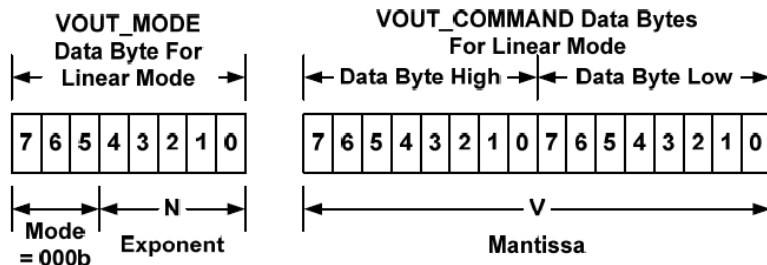 VOUT_MODE
Data Byte For
Linear Mode
VOUT_COMMAND Data Bytes
For Linear Mode
Data Byte High
Data Byte Low
7 6 5 4 3 2 1 0
7 6 5 4 3 2 1 0 7 6 5 4 3 2 1 0
N
V
Mode
= 000b
Exponent
Mantissa